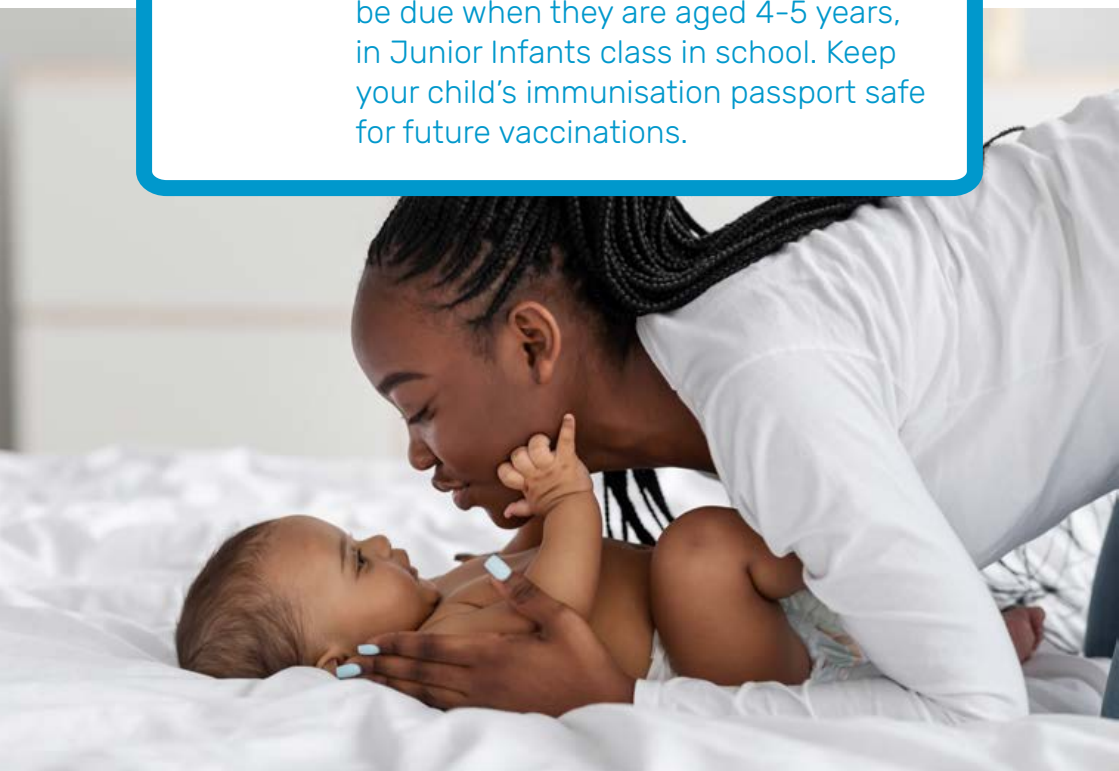 be due when they are aged 4-5 years,
in Junior Infants class in school. Keep
your child’s immunisation passport safe
for future vaccinations.